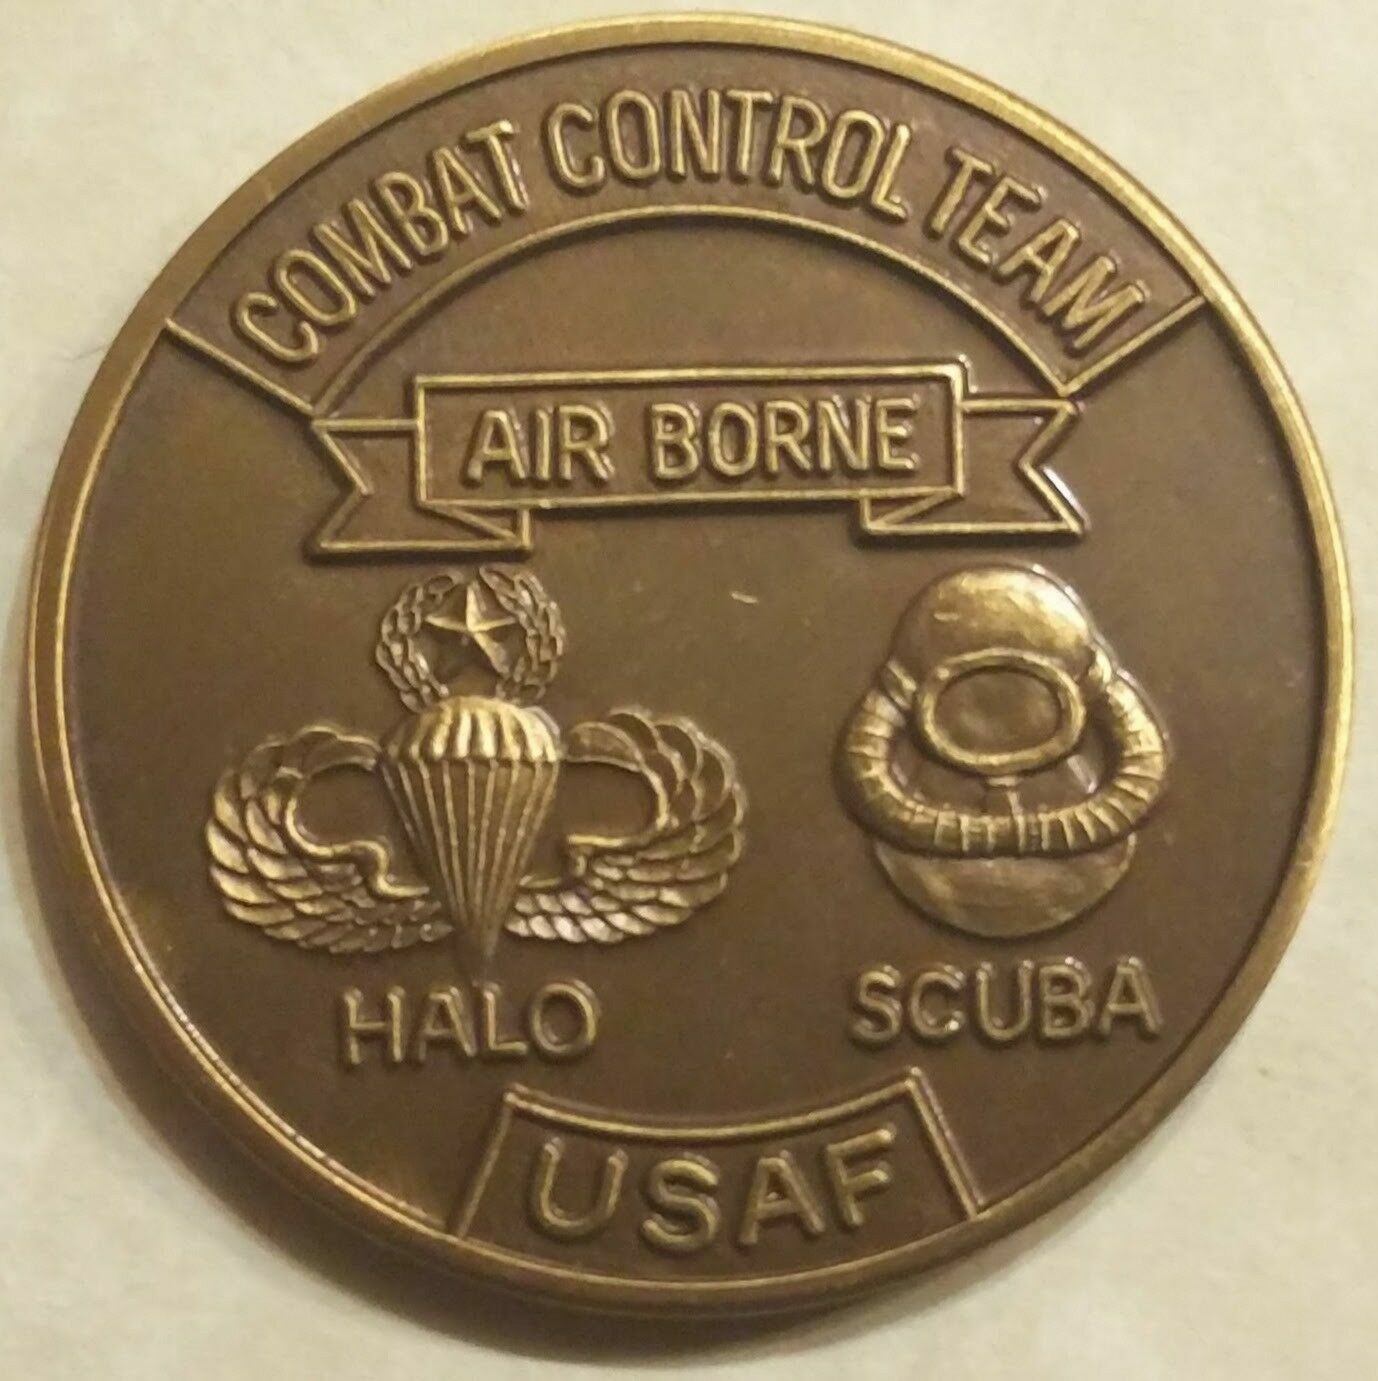 COMBAT CONTROL TEAM
AIR BORNE
HALO
SCUBA
USAF